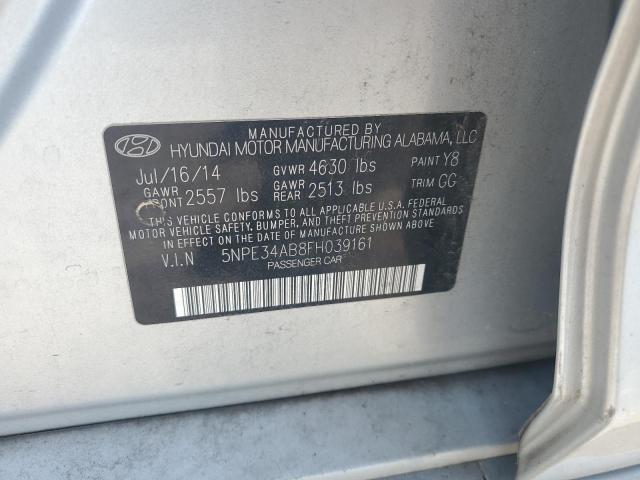 MANUFACTURED BY
HYUNDAI MOTOR MANUFACTURING ALABAMA, LLC
Jul/16/14 GVWR 4630 lbs PAINT Y8
GAWR FRONT 2557 lbs GAWR REAR 2513 lbs TRIM GG
THIS VEHICLE CONFORMS TO ALL APPLICABLE U.S.A. FEDERAL
MOTOR VEHICLE SAFETY, BUMPER, AND THEFT PREVENTION STANDARDS
IN EFFECT ON THE DATE OF MANUFACTURE SHOWN ABOVE.
V.I.N 5NPE34AB8FH039161
PASSENGER CAR